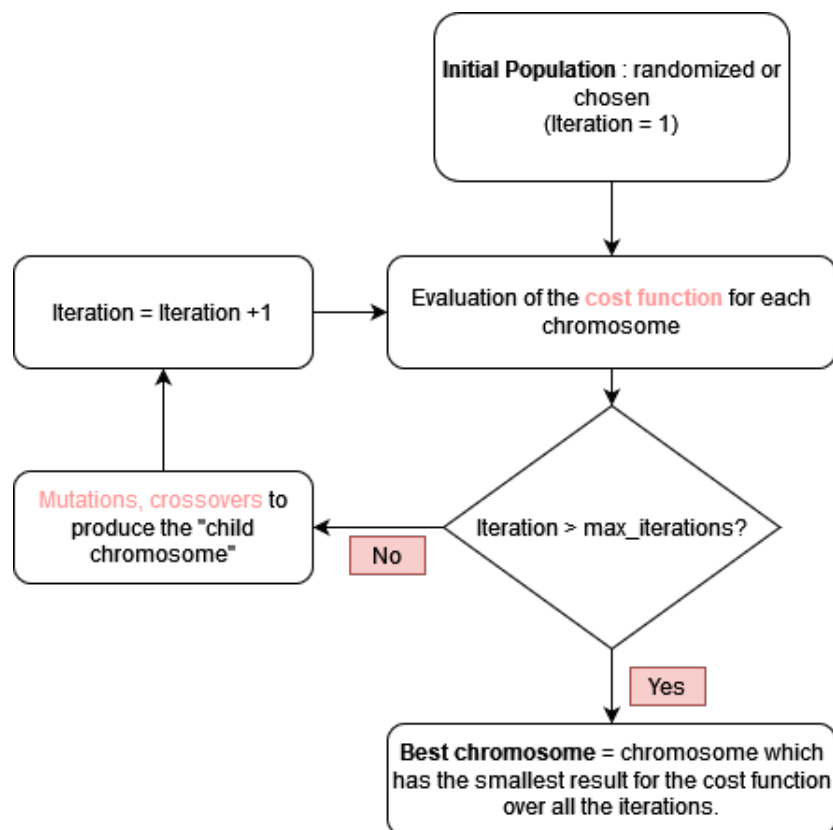 Initial Population : randomized or
chosen
(Iteration = 1)
Iteration = Iteration +1
Evaluation of the cost function for each
chromosome
Mutations, crossovers to
produce the "child
chromosome"
Iteration > max_iterations?
No
Yes
Best chromosome = chromosome which
has the smallest result for the cost function
over all the iterations.